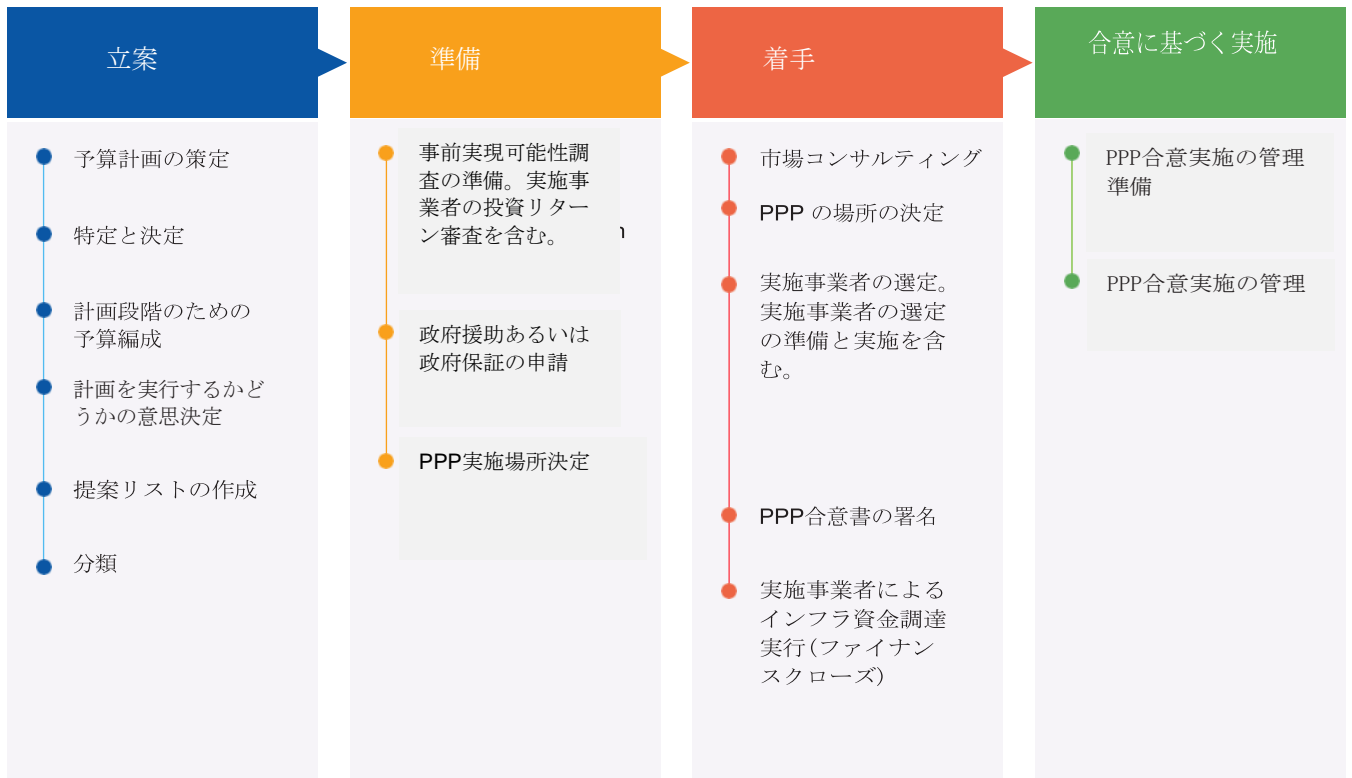 立案
予算計画の策定
特定と決定
計画段階のための
予算編成
計画を実行するかど
うかの意思決定
提案リストの作成
分類
準備
事前実現可能性調
査の準備。実施事
業者の投資リター
ン審査を含む。
政府援助あるいは
政府保証の申請
PPP実施場所決定
着手
市場コンサルティング
PPP の場所の決定
実施事業者の選定。
実施事業者の選定
の準備と実施を含
む。
PPP合意書の署名
実施事業者による
インフラ資金調達
実行(ファイナン
スクローズ)
合意に基づく実施
PPP合意実施の管理
準備
PPP合意実施の管理